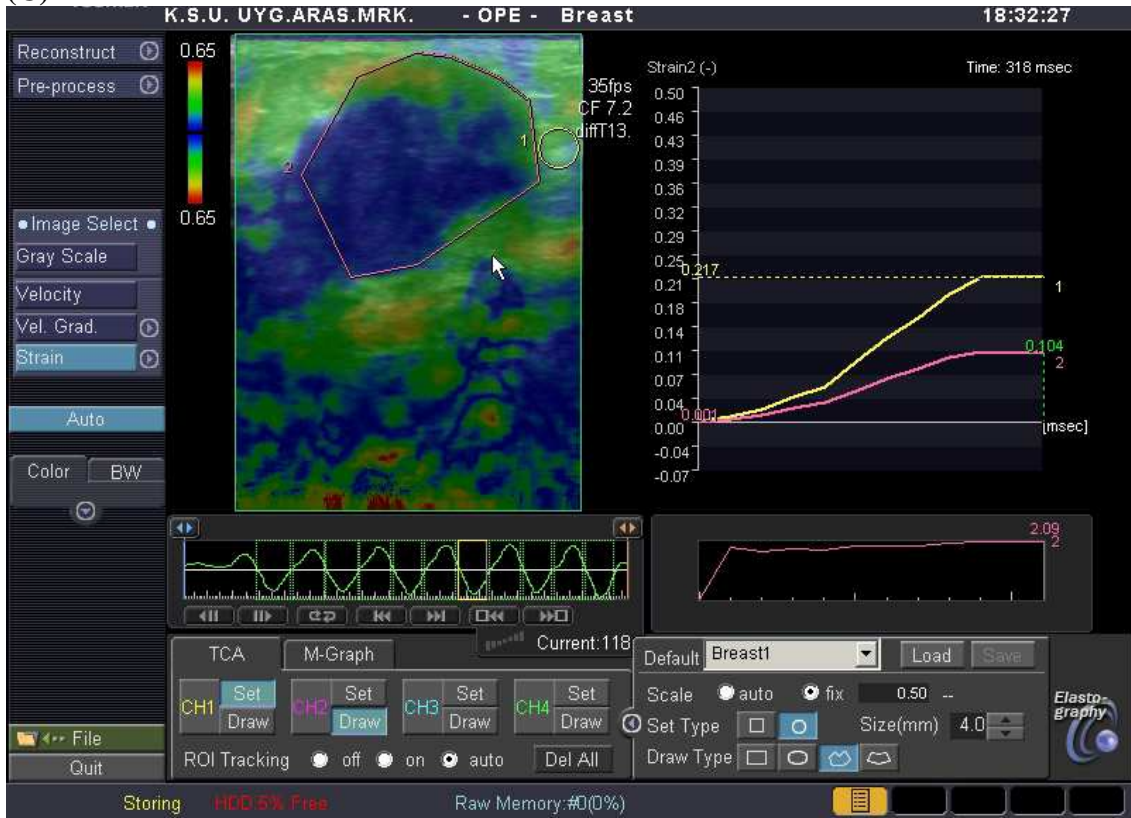 K.S.U. UYG.ARAS.MRK. - OPE - Breast 18:32:27
Reconstruct
Pre-process
0.65
0.65
35fps
CF 7.2
diffT13.
1
2
Image Select
Gray Scale
Velocity
Vel. Grad.
Strain
Auto
Color BW
Strain2 (-) Time: 318 msec
0.50
0.46
0.43
0.39
0.36
0.32
0.29
0.25
0.217
0.21
1
0.18
0.14
0.104
0.11
2
0.07
0.04
0.001
0.00
[msec]
-0.04
-0.07
2.09
2
Current:118
TCA M-Graph
CH1 Set Draw
CH2 Set Draw
CH3 Set Draw
CH4 Set Draw
ROI Tracking off on auto Del All
Default Breast1 Load Save
Scale auto fix 0.50 --
Set Type Size(mm) 4.0
Draw Type
Elasto-
graphy
File
Quit
Storing HDD 5% Free Raw Memory:#0(0%)